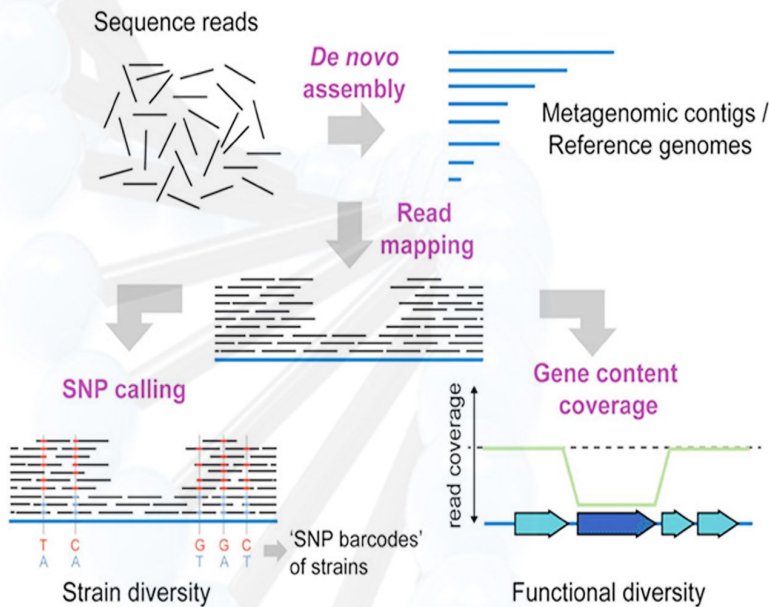 Sequence reads
De novo
assembly
Metagenomic contigs /
Reference genomes
Read
mapping
SNP calling
Gene content
coverage
read coverage
T C G G C
A A T A T
'SNP barcodes'
of strains
Strain diversity
Functional diversity